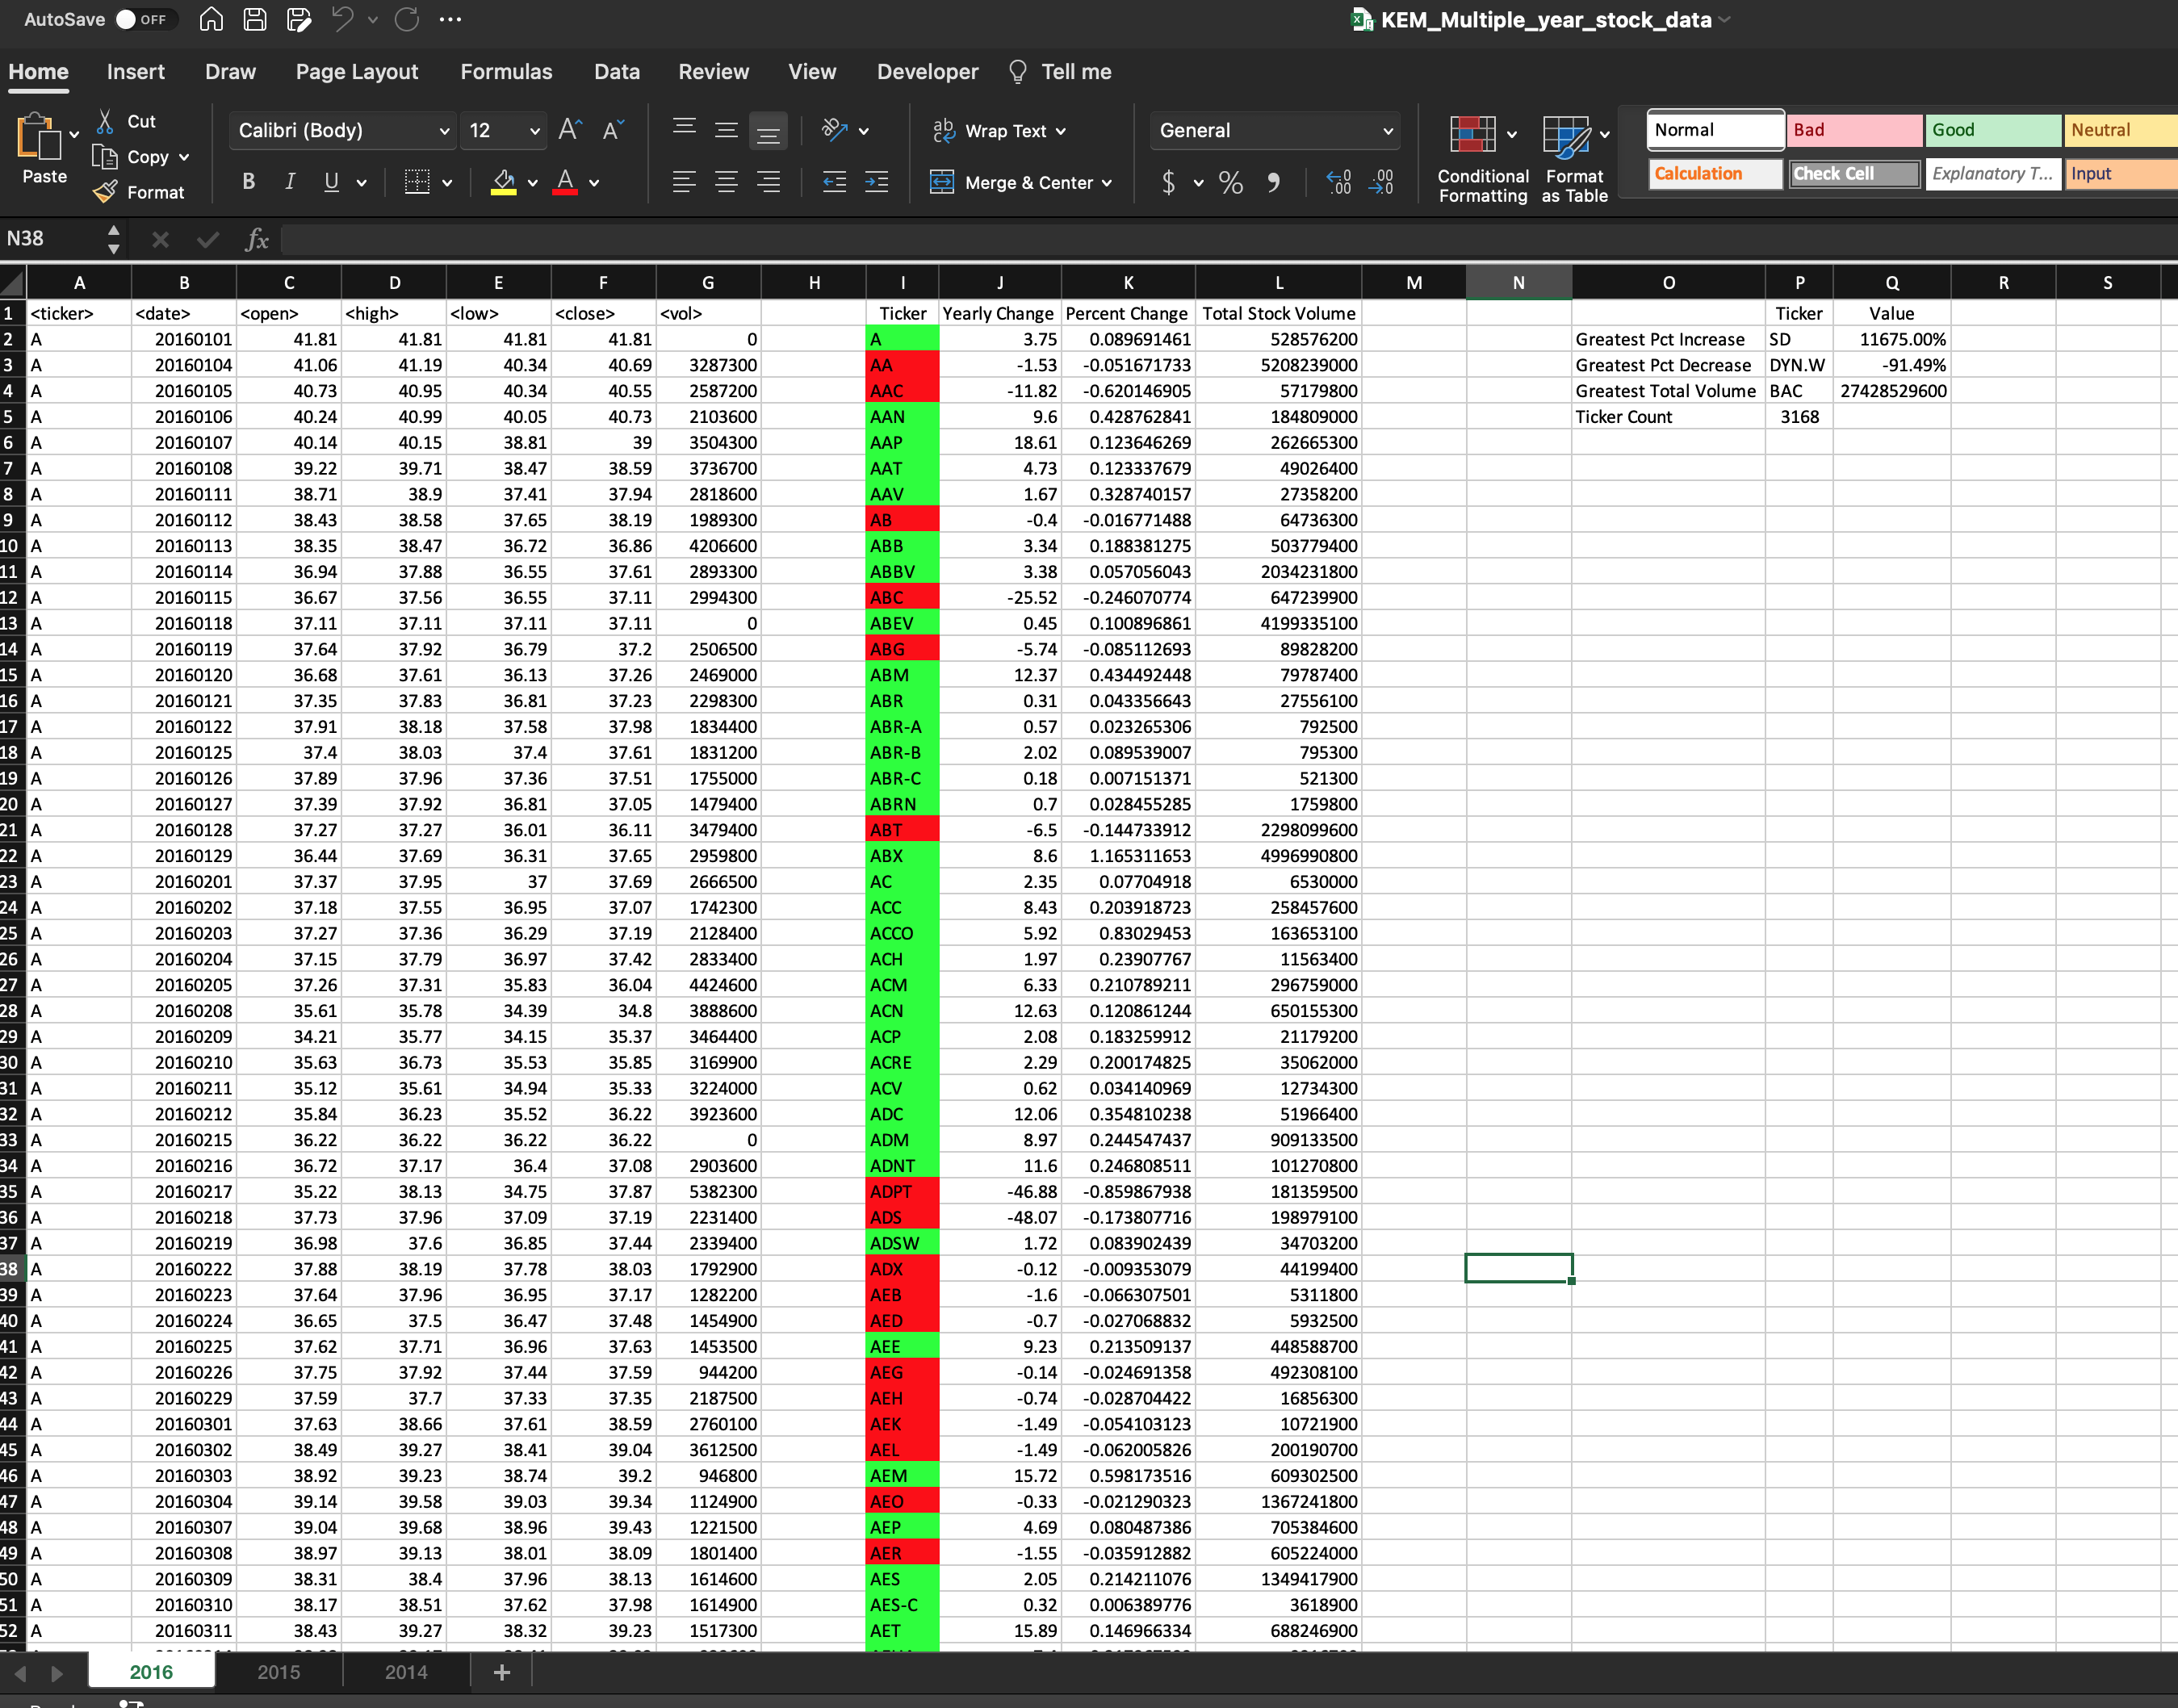 AutoSave OFF KEM_Multiple_year_stock_data
Home Insert Draw Page Layout Formulas Data Review View Developer Tell me
Paste Cut Copy Format Calibri (Body) 12 Wrap Text General Conditional Formatting Format as Table Normal Bad Good Neutral
B I U Merge & Center $ % Calculation Check Cell Explanatory T... Input
N38 fx
A B C D E F G H I J K L M N O P Q R S
1 <ticker> <date> <open> <high> <low> <close> <vol> Ticker Yearly Change Percent Change Total Stock Volume Ticker Value
2 A 20160101 41.81 41.81 41.81 41.81 0 A 3.75 0.089691461 528576200 Greatest Pct Increase SD 11675.00%
3 A 20160104 41.06 41.19 40.34 40.69 3287300 AA -1.53 -0.051671733 5208239000 Greatest Pct Decrease DYN.W -91.49%
4 A 20160105 40.73 40.95 40.34 40.55 2587200 AAC -11.82 -0.620146905 57179800 Greatest Total Volume BAC 27428529600
5 A 20160106 40.24 40.99 40.05 40.73 2103600 AAN 9.6 0.428762841 184809000 Ticker Count 3168
6 A 20160107 40.14 40.15 38.81 39 3504300 AAP 18.61 0.123646269 262665300
7 A 20160108 39.22 39.71 38.47 38.59 3736700 AAT 4.73 0.123337679 49026400
8 A 20160111 38.71 38.9 37.41 37.94 2818600 AAV 1.67 0.328740157 27358200
9 A 20160112 38.43 38.58 37.65 38.19 1989300 AB -0.4 -0.016771488 64736300
10 A 20160113 38.35 38.47 36.72 36.86 4206600 ABB 3.34 0.188381275 503779400
11 A 20160114 36.94 37.88 36.55 37.61 2893300 ABBV 3.38 0.057056043 2034231800
12 A 20160115 36.67 37.56 36.55 37.11 2994300 ABC -25.52 -0.246070774 647239900
13 A 20160118 37.11 37.11 37.11 37.11 0 ABEV 0.45 0.100896861 4199335100
14 A 20160119 37.64 37.92 36.79 37.2 2506500 ABG -5.74 -0.085112693 89828200
15 A 20160120 36.68 37.61 36.13 37.26 2469000 ABM 12.37 0.434492448 79787400
16 A 20160121 37.35 37.83 36.81 37.23 2298300 ABR 0.31 0.043356643 27556100
17 A 20160122 37.91 38.18 37.58 37.98 1834400 ABR-A 0.57 0.023265306 792500
18 A 20160125 37.4 38.03 37.4 37.61 1831200 ABR-B 2.02 0.089539007 795300
19 A 20160126 37.89 37.96 37.36 37.51 1755000 ABR-C 0.18 0.007151371 521300
20 A 20160127 37.39 37.92 36.81 37.05 1479400 ABRN 0.7 0.028455285 1759800
21 A 20160128 37.27 37.27 36.01 36.11 3479400 ABT -6.5 -0.144733912 2298099600
22 A 20160129 36.44 37.69 36.31 37.65 2959800 ABX 8.6 1.165311653 4996990800
23 A 20160201 37.37 37.95 37 37.69 2666500 AC 2.35 0.07704918 6530000
24 A 20160202 37.18 37.55 36.95 37.07 1742300 ACC 8.43 0.203918723 258457600
25 A 20160203 37.27 37.36 36.29 37.19 2128400 ACCO 5.92 0.83029453 163653100
26 A 20160204 37.15 37.79 36.97 37.42 2833400 ACH 1.97 0.23907767 11563400
27 A 20160205 37.26 37.31 35.83 36.04 4424600 ACM 6.33 0.210789211 296759000
28 A 20160208 35.61 35.78 34.39 34.8 3888600 ACN 12.63 0.120861244 650155300
29 A 20160209 34.21 35.77 34.15 35.37 3464400 ACP 2.08 0.183259912 21179200
30 A 20160210 35.63 36.73 35.53 35.85 3169900 ACRE 2.29 0.200174825 35062000
31 A 20160211 35.12 35.61 34.94 35.33 3224000 ACV 0.62 0.034140969 12734300
32 A 20160212 35.84 36.23 35.52 36.22 3923600 ADC 12.06 0.354810238 51966400
33 A 20160215 36.22 36.22 36.22 36.22 0 ADM 8.97 0.244547437 909133500
34 A 20160216 36.72 37.17 36.4 37.08 2903600 ADNT 11.6 0.246808511 101270800
35 A 20160217 35.22 38.13 34.75 37.87 5382300 ADPT -46.88 -0.859867938 181359500
36 A 20160218 37.73 37.96 37.09 37.19 2231400 ADS -48.07 -0.173807716 198979100
37 A 20160219 36.98 37.6 36.85 37.44 2339400 ADSW 1.72 0.083902439 34703200
38 A 20160222 37.88 38.19 37.78 38.03 1792900 ADX -0.12 -0.009353079 44199400
39 A 20160223 37.64 37.96 36.95 37.17 1282200 AEB -1.6 -0.066307501 5311800
40 A 20160224 36.65 37.5 36.47 37.48 1454900 AED -0.7 -0.027068832 5932500
41 A 20160225 37.62 37.71 36.96 37.63 1453500 AEE 9.23 0.213509137 448588700
42 A 20160226 37.75 37.92 37.44 37.59 944200 AEG -0.14 -0.024691358 492308100
43 A 20160229 37.59 37.7 37.33 37.35 2187500 AEH -0.74 -0.028704422 16856300
44 A 20160301 37.63 38.66 37.61 38.59 2760100 AEK -1.49 -0.054103123 10721900
45 A 20160302 38.49 39.27 38.41 39.04 3612500 AEL -1.49 -0.062005826 200190700
46 A 20160303 38.92 39.23 38.74 39.2 946800 AEM 15.72 0.598173516 609302500
47 A 20160304 39.14 39.58 39.03 39.34 1124900 AEO -0.33 -0.021290323 1367241800
48 A 20160307 39.04 39.68 38.96 39.43 1221500 AEP 4.69 0.080487386 705384600
49 A 20160308 38.97 39.13 38.01 38.09 1801400 AER -1.55 -0.035912882 605224000
50 A 20160309 38.31 38.4 37.96 38.13 1614600 AES 2.05 0.214211076 1349417900
51 A 20160310 38.17 38.51 37.62 37.98 1614900 AES-C 0.32 0.006389776 3618900
52 A 20160311 38.43 39.27 38.32 39.23 1517300 AET 15.89 0.146966334 688246900
2016 2015 2014 +